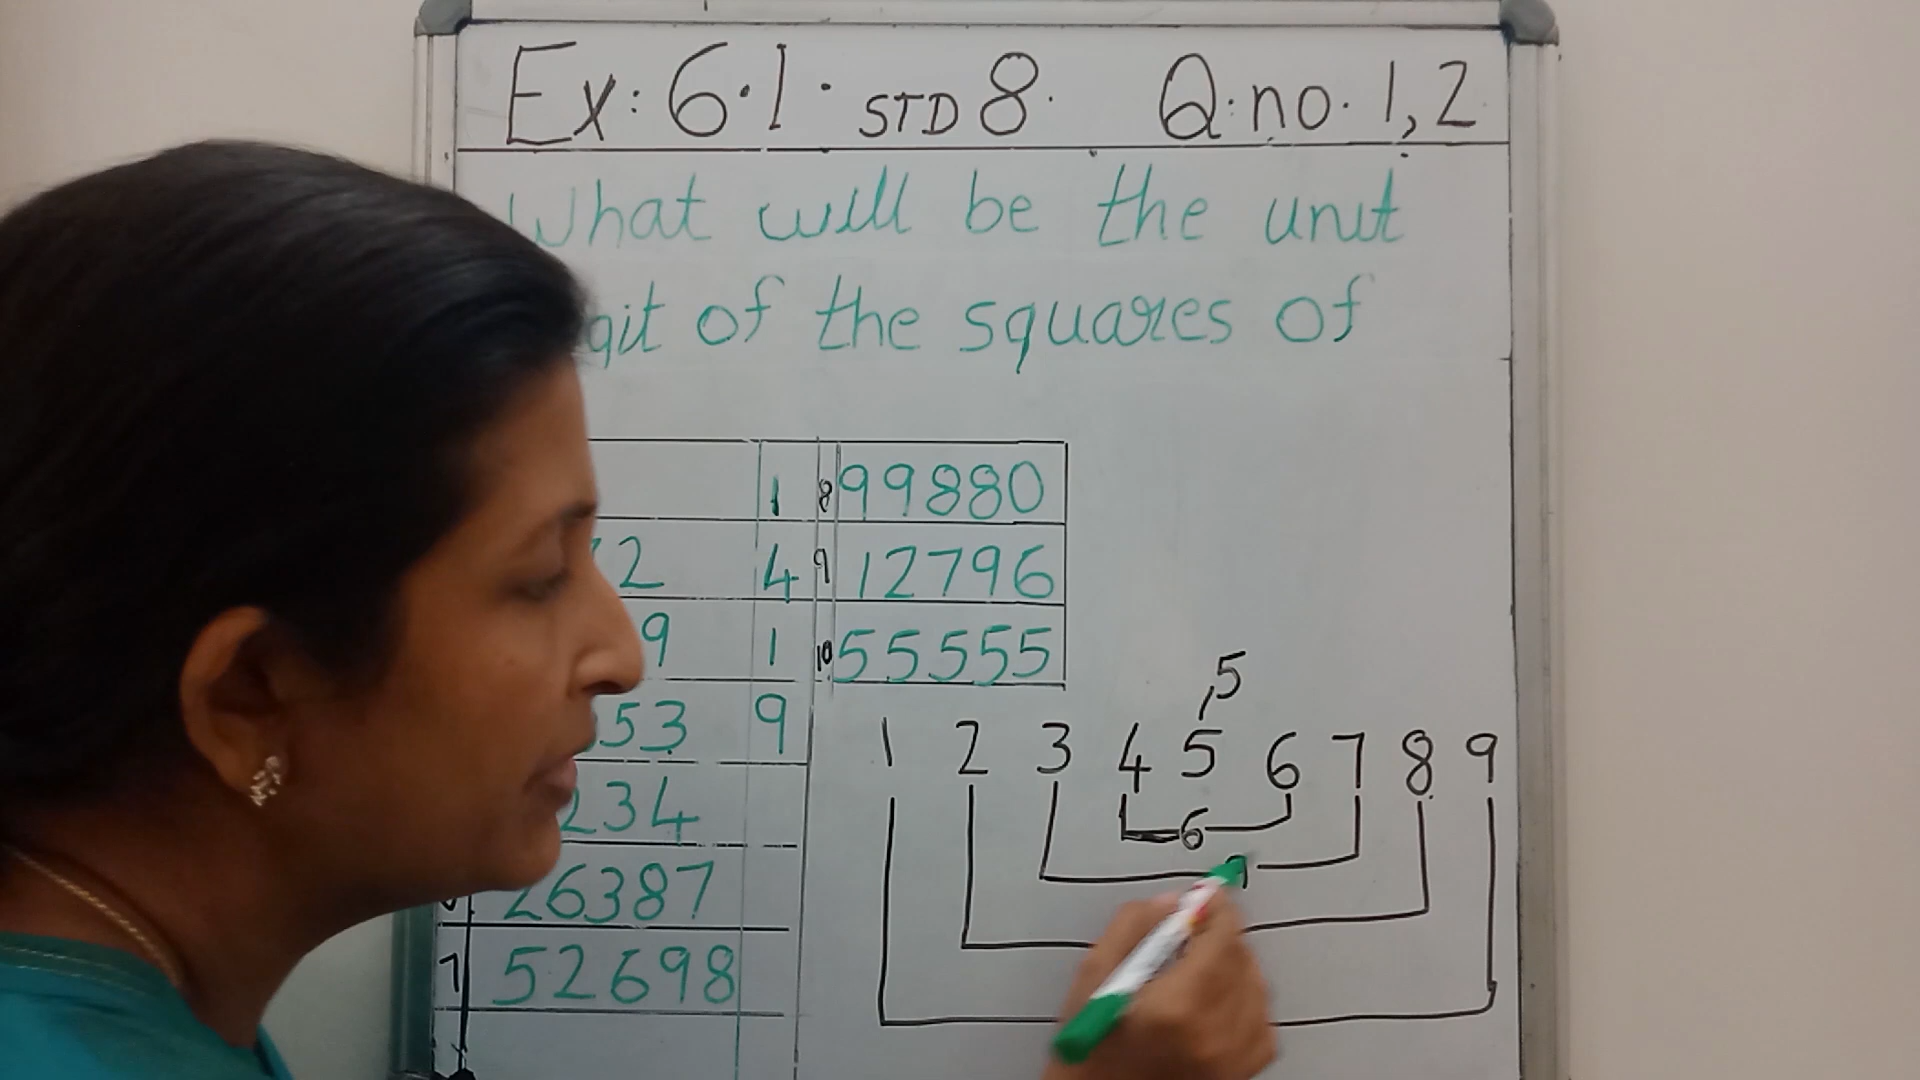 Ex: 6.1. STD 8. Q.no. 1,2
What will be the unit
git of the squares of
1 8 99880
2 4 9 12796
9 1 10 55555
53 9
234
26387
7 52698
5
1 2 3 4 5 6 7 8 9
6